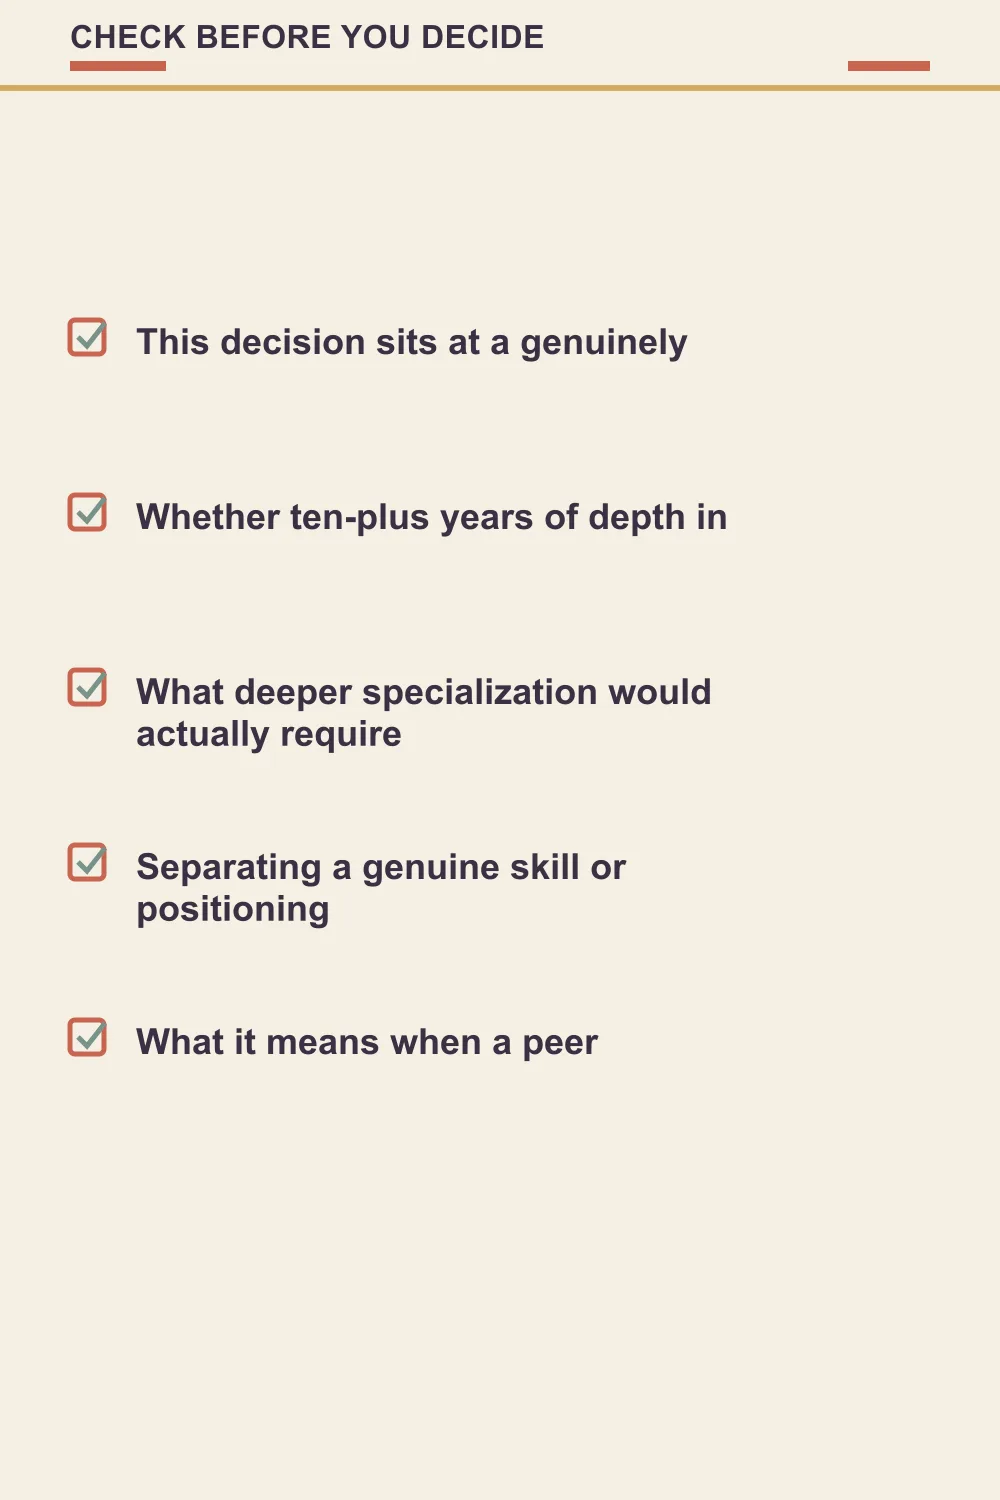 CHECK BEFORE YOU DECIDE
This decision sits at a genuinely
Whether ten-plus years of depth in
What deeper specialization would
actually require
Separating a genuine skill or
positioning
What it means when a peer